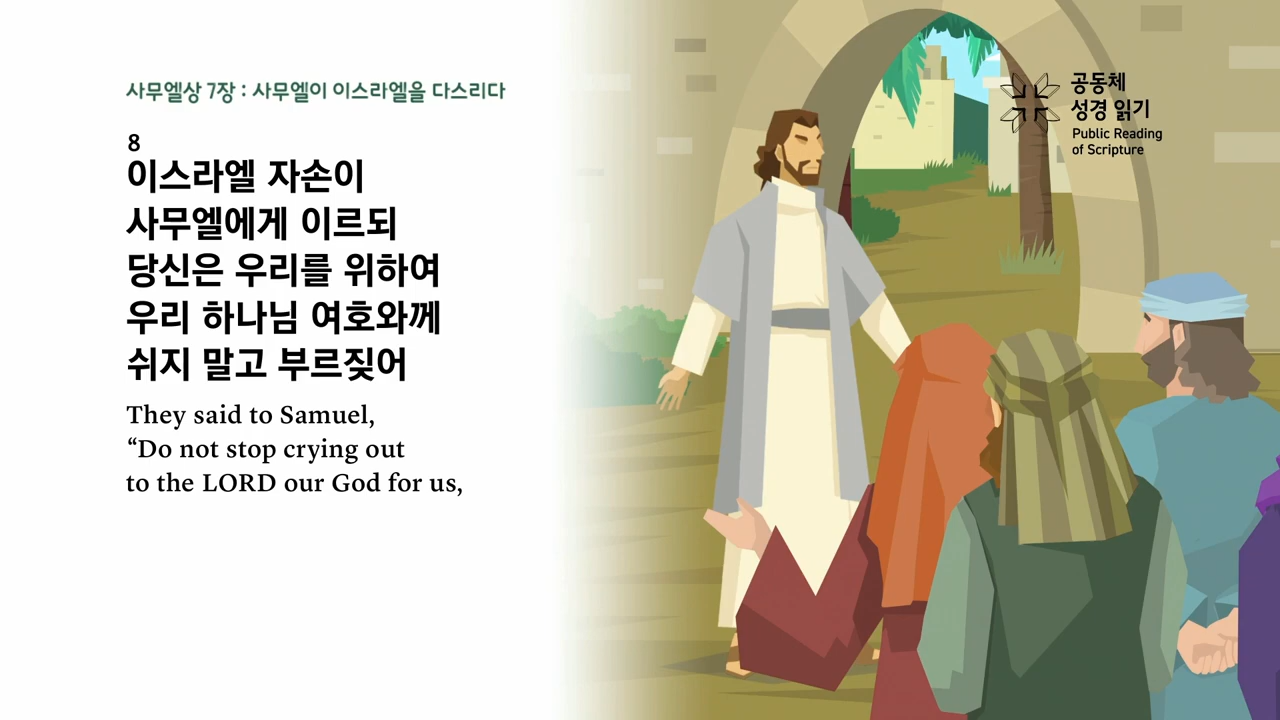 사무엘상 7장 : 사무엘이 이스라엘을 다스리다
8
이스라엘 자손이
사무엘에게 이르되
당신은 우리를 위하여
우리 하나님 여호와께
쉬지 말고 부르짖어
They said to Samuel,
“Do not stop crying out
to the LORD our God for us,
공동체
성경 읽기
Public Reading
of Scripture